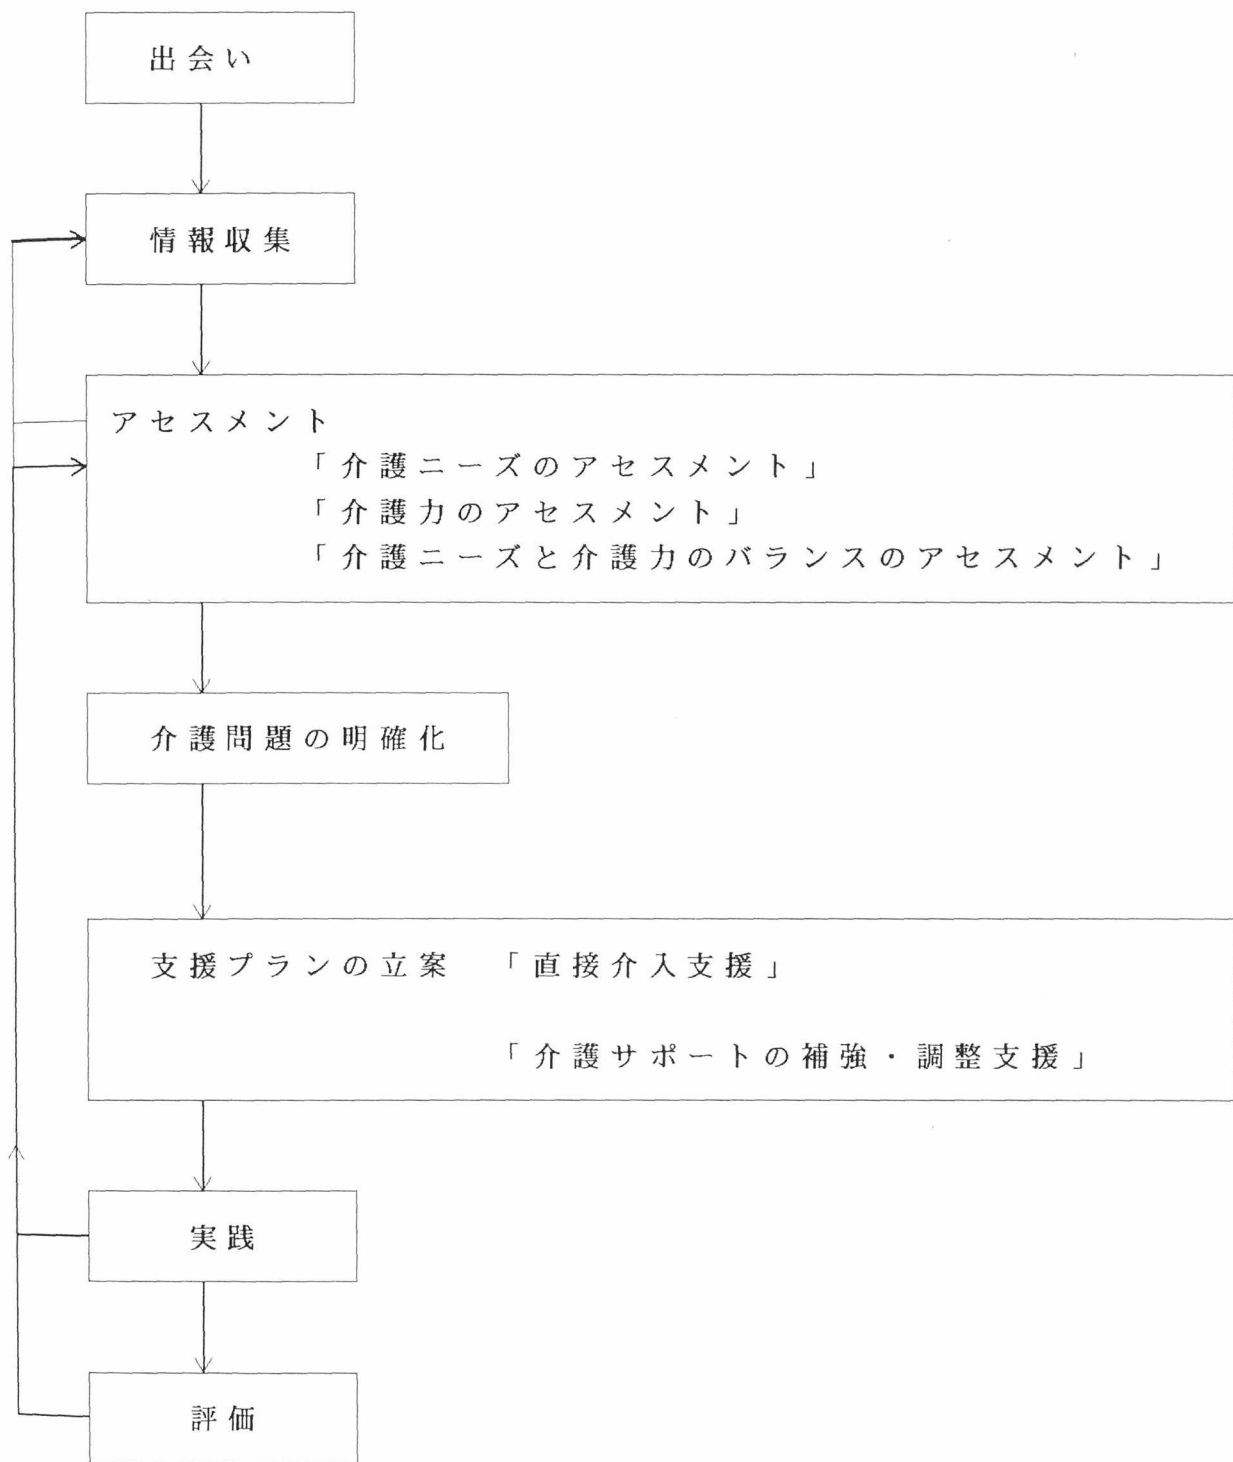 出会い
情報収集
アセスメント
「介護ニーズのアセスメント」
「介護力のアセスメント」
「介護ニーズと介護力のバランスのアセスメント」
介護問題の明確化
支援プランの立案 「直接介入支援」
「介護サポートの補強・調整支援」
実践
評価